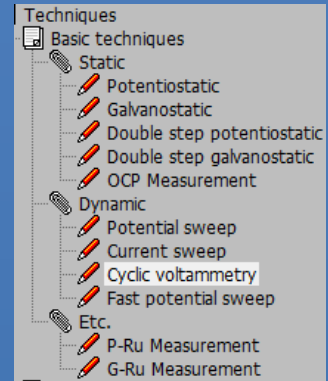 Techniques
Basic techniques
Static
Potentiostatic
Galvanostatic
Double step potentiostatic
Double step galvanostatic
OCP Measurement
Dynamic
Potential sweep
Current sweep
Cyclic voltammetry
Fast potential sweep
Etc.
P-Ru Measurement
G-Ru Measurement